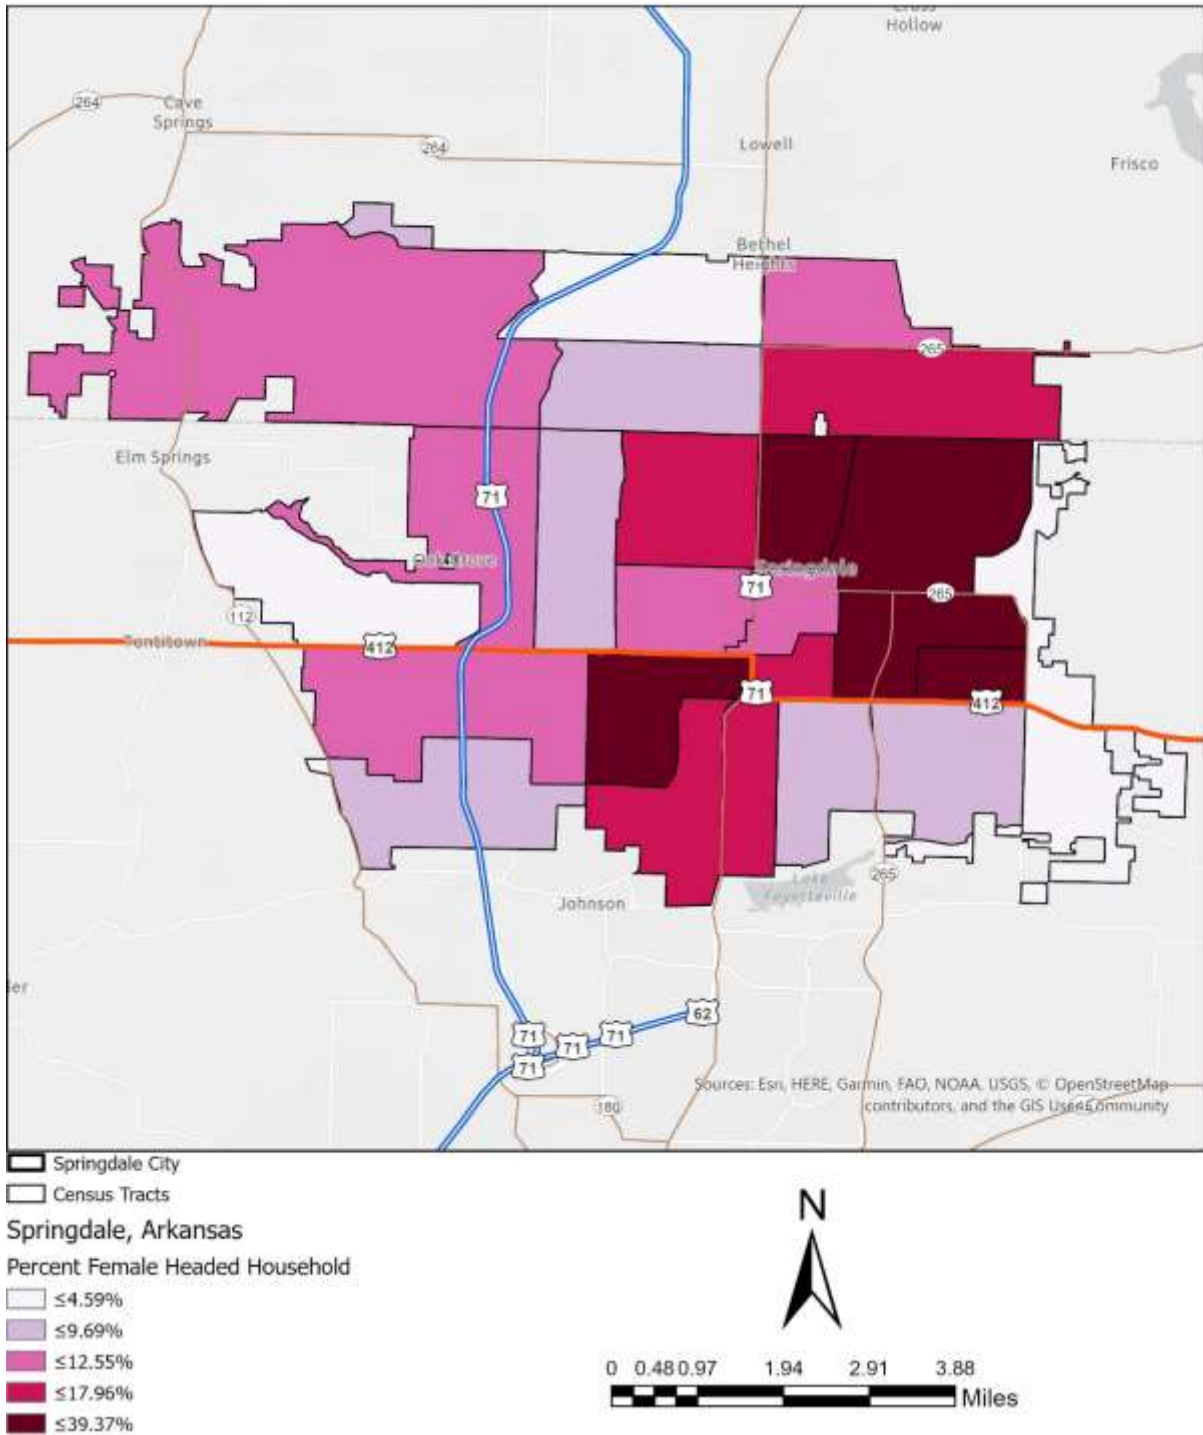 Cross
Hollow
264
Cave
Springs
264
Lowell
Frisco
Bethel
Heights
265
Elm Springs
71
Springdale
71
265
112
Tontitown
412
71
412
Lake
Fayetteville
265
Johnson
62
71
71
71
71
180
Sources: Esri, HERE, Garmin, FAO, NOAA, USGS, © OpenStreetMap
contributors, and the GIS User Community
Springdale City
Census Tracts
Springdale, Arkansas
Percent Female Headed Household
≤4.59%
≤9.69%
≤12.55%
≤17.96%
≤39.37%
N
0 0.48 0.97 1.94 2.91 3.88
Miles